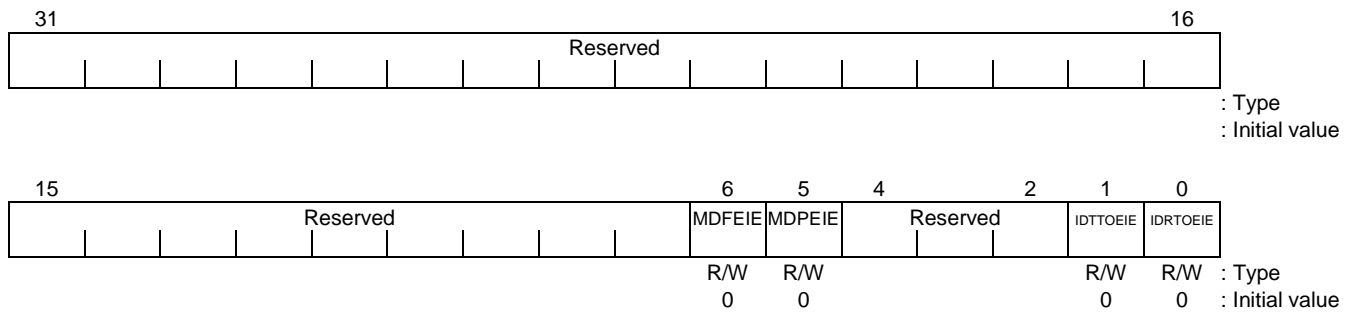 31 16
Reserved
: Type
: Initial value
15 6 5 4 2 1 0
Reserved MDFEIE MDPEIE Reserved IDTTOEIE IDRTOEIE
R/W R/W R/W R/W : Type
0 0 0 0 : Initial value